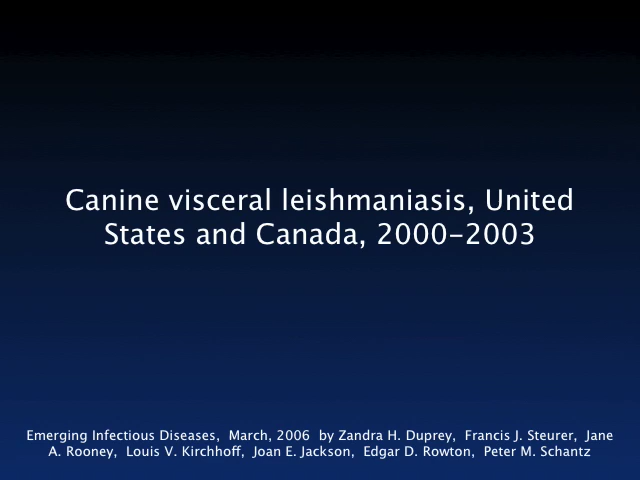 Canine visceral leishmaniasis, United
States and Canada, 2000-2003
Emerging Infectious Diseases,  March, 2006  by Zandra H. Duprey,  Francis J. Steurer,  Jane
A. Rooney,  Louis V. Kirchhoff,  Joan E. Jackson,  Edgar D. Rowton,  Peter M. Schantz